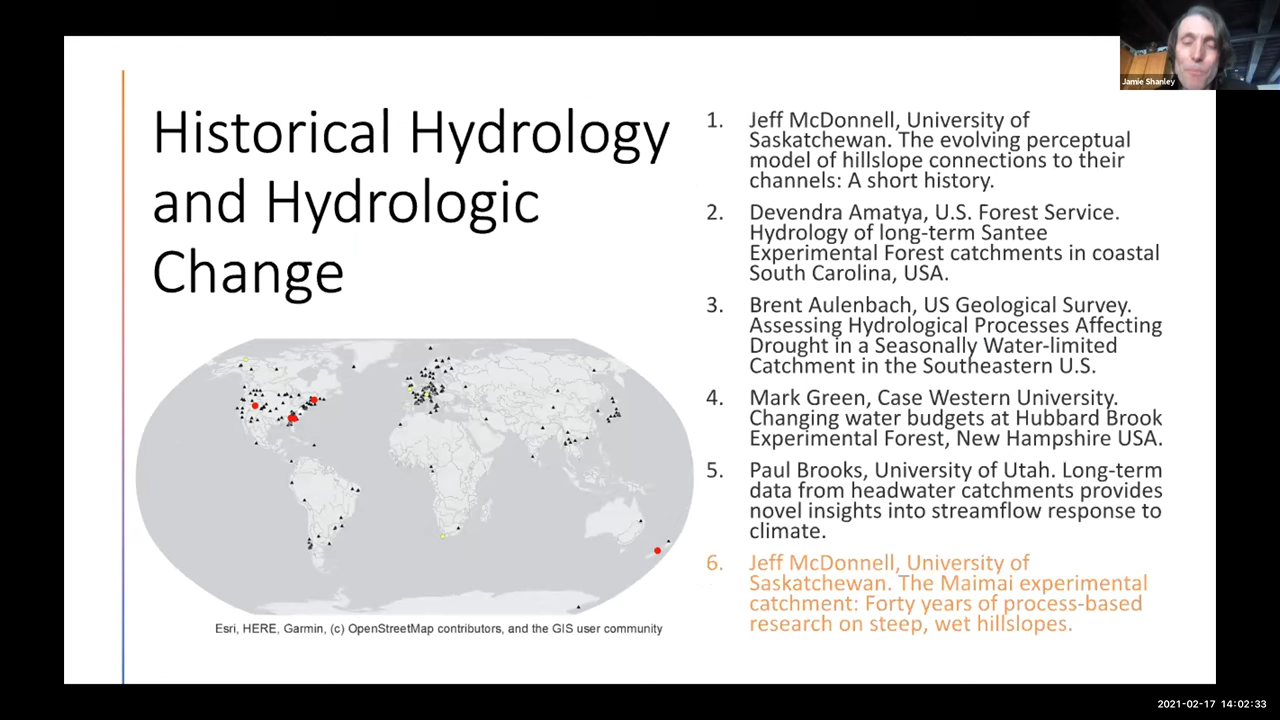 Jamie Shanley
Historical Hydrology
and Hydrologic
Change
1. Jeff McDonnell, University of
Saskatchewan. The evolving perceptual
model of hillslope connections to their
channels: A short history.
2. Devendra Amatya, U.S. Forest Service.
Hydrology of long-term Santee
Experimental Forest catchments in coastal
South Carolina, USA.
3. Brent Aulenbach, US Geological Survey.
Assessing Hydrological Processes Affecting
Drought in a Seasonally Water-limited
Catchment in the Southeastern U.S.
4. Mark Green, Case Western University.
Changing water budgets at Hubbard Brook
Experimental Forest, New Hampshire USA.
5. Paul Brooks, University of Utah. Long-term
data from headwater catchments provides
novel insights into streamflow response to
climate.
6. Jeff McDonnell, University of
Saskatchewan. The Maimai experimental
catchment: Forty years of process-based
research on steep, wet hillslopes.
Esri, HERE, Garmin, (c) OpenStreetMap contributors, and the GIS user community
2021-02-17 14:02:33